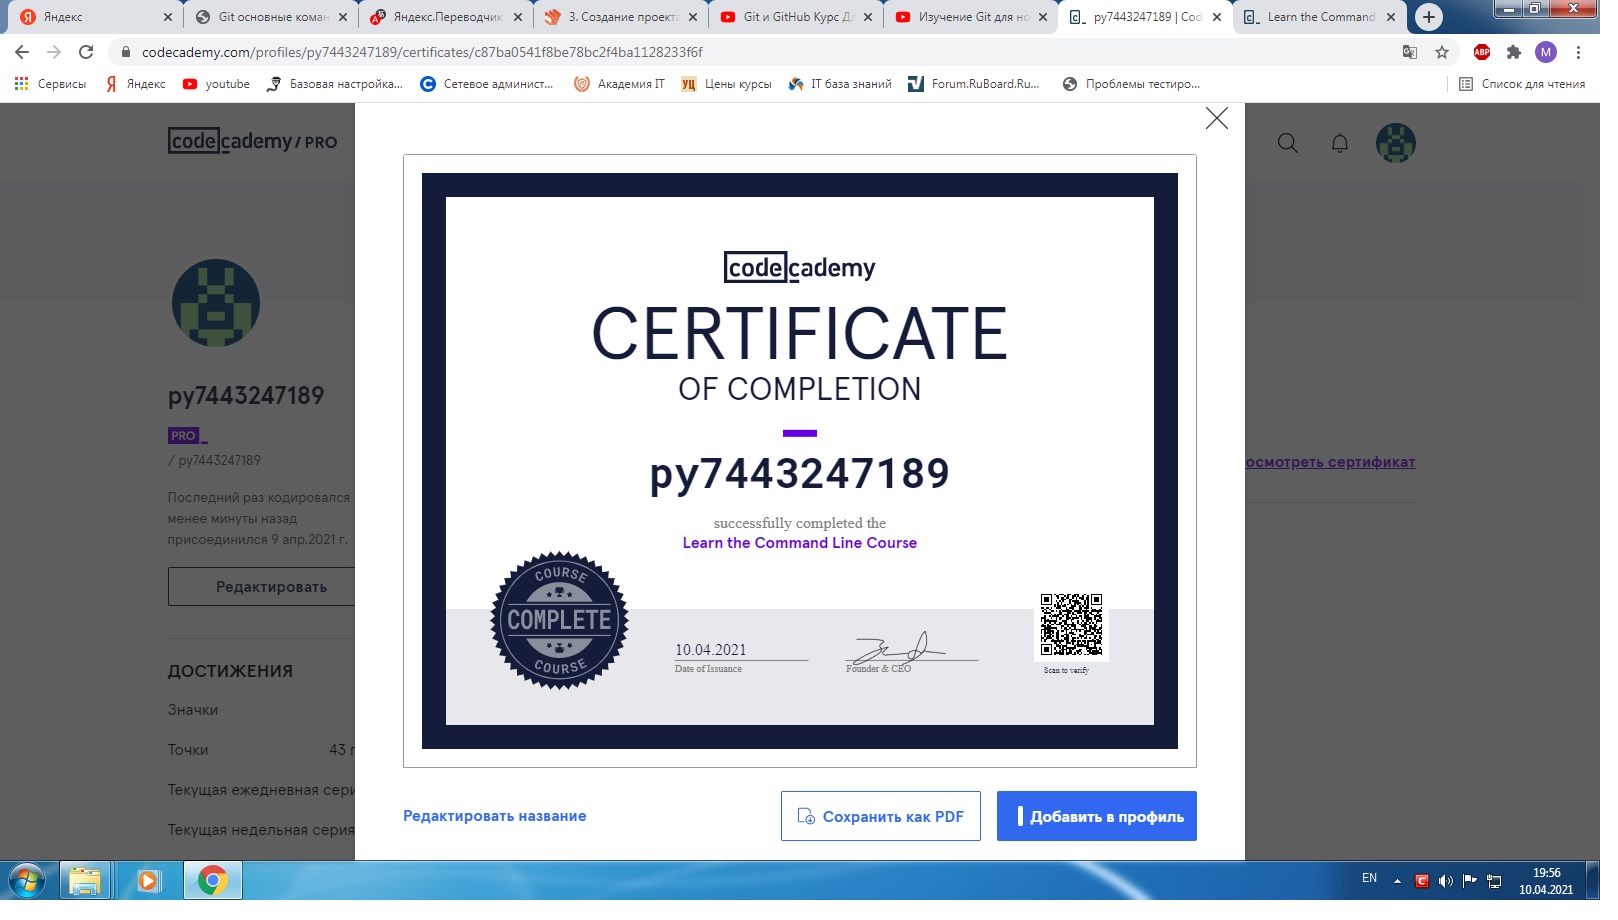 Яндекс
Git основные коман
Яндекс.Переводчик
3. Создание проекта
Git и GitHub Курс Дл
Изучение Git для но
py7443247189 | Cod
Learn the Command
codecademy.com/profiles/py7443247189/certificates/c87ba0541f8be78bc2f4ba1128233f6f
ABP
M
Сервисы
Яндекс
youtube
Базовая настройка...
Сетевое админист...
Академия IT
УЦ
Цены курсы
IT база знаний
Forum.RuBoard.Ru...
Проблемы тестиро...
Список для чтения
codecademy / PRO
py7443247189
PRO
/ py7443247189
Последний раз кодировался
менее минуты назад
присоединился 9 апр.2021 г.
Редактировать
ДОСТИЖЕНИЯ
Значки
Точки 43
Текущая ежедневная сери
Текущая недельная серия
codecademy
CERTIFICATE
OF COMPLETION
py7443247189
successfully completed the
Learn the Command Line Course
COURSE
COMPLETE
COURSE
10.04.2021
Date of Issuance
Founder & CEO
Scan to verify
осмотреть сертификат
Редактировать название
Сохранить как PDF
Добавить в профиль
EN
19:56
10.04.2021